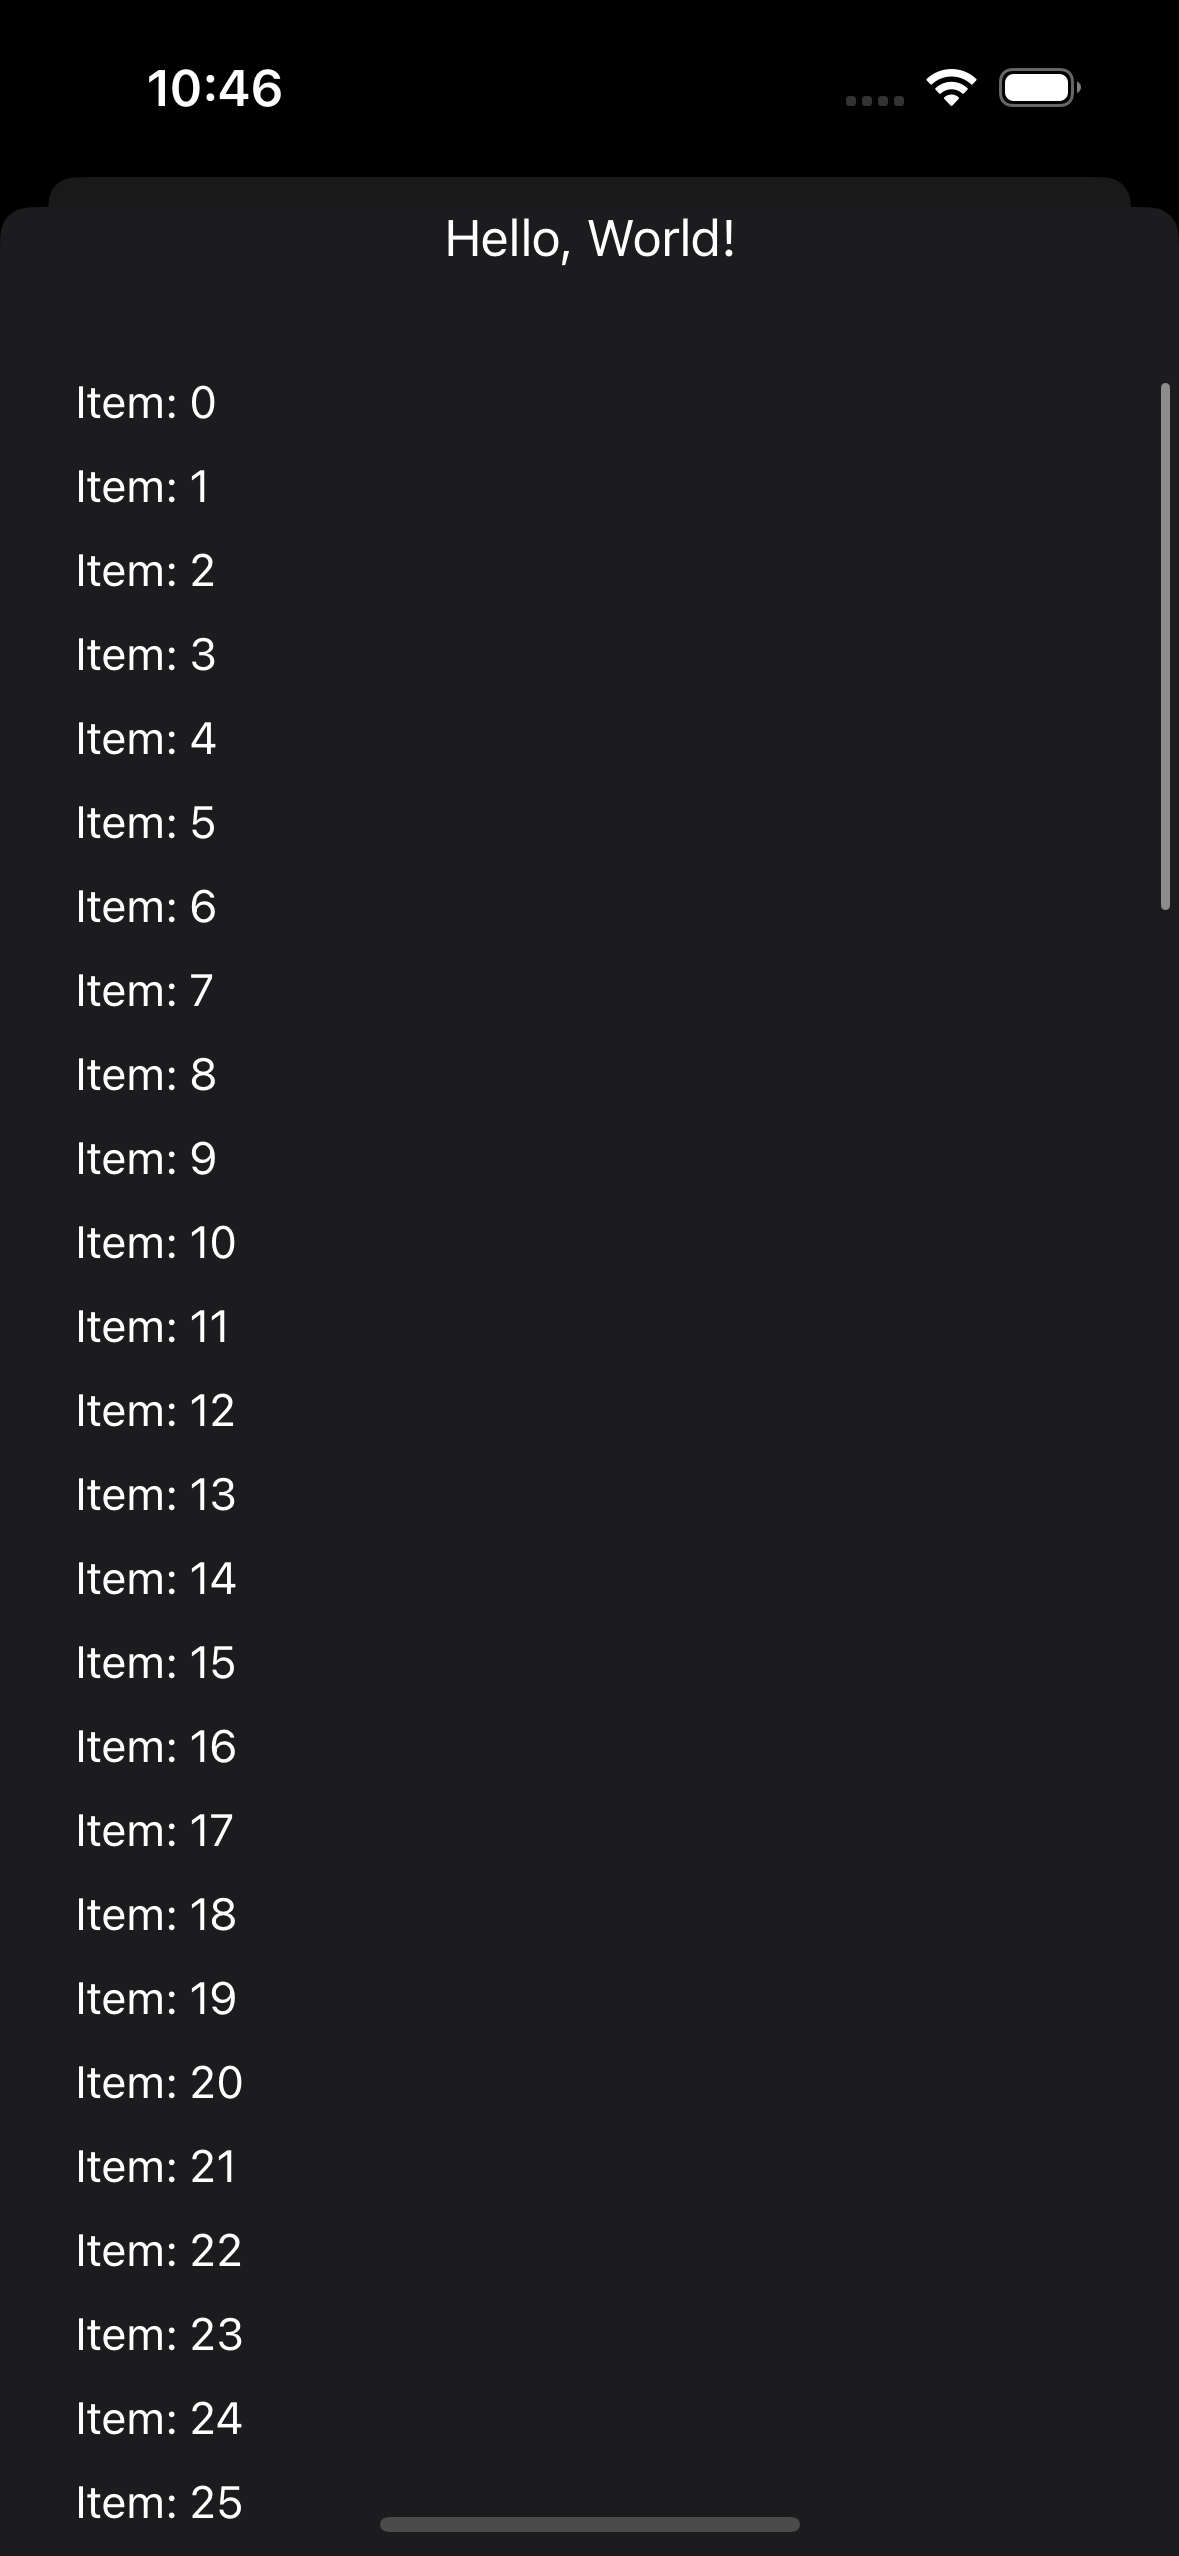 10:46
Hello, World!
Item: 0
Item: 1
Item: 2
Item: 3
Item: 4
Item: 5
Item: 6
Item: 7
Item: 8
Item: 9
Item: 10
Item: 11
Item: 12
Item: 13
Item: 14
Item: 15
Item: 16
Item: 17
Item: 18
Item: 19
Item: 20
Item: 21
Item: 22
Item: 23
Item: 24
Item: 25